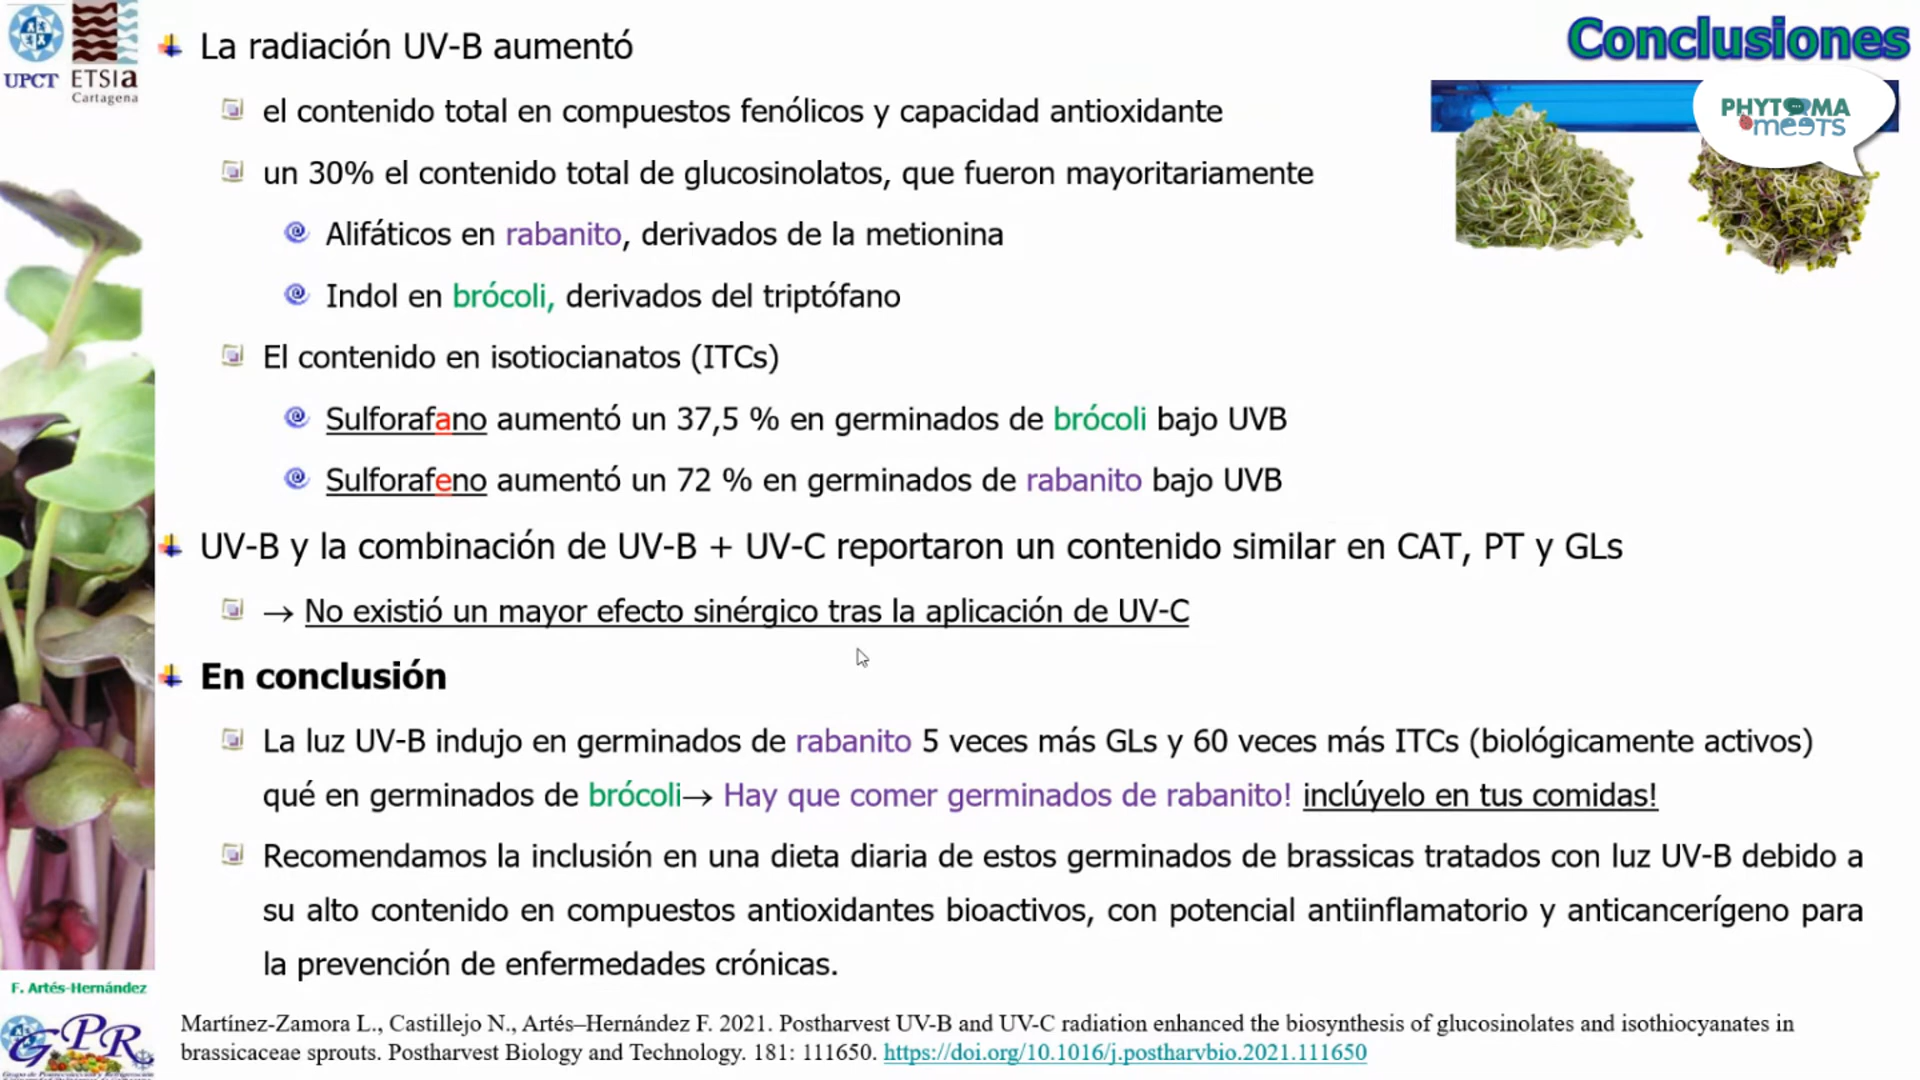 Conclusiones
UPCT
ETSIa
Cartagena
PHYTOMA
meeTs
La radiación UV-B aumentó
el contenido total en compuestos fenólicos y capacidad antioxidante
un 30% el contenido total de glucosinolatos, que fueron mayoritariamente
Alifáticos en rabanito, derivados de la metionina
Indol en brócoli, derivados del triptófano
El contenido en isotiocianatos (ITCs)
Sulforafano aumentó un 37,5 % en germinados de brócoli bajo UVB
Sulforafeno aumentó un 72 % en germinados de rabanito bajo UVB
UV-B y la combinación de UV-B + UV-C reportaron un contenido similar en CAT, PT y GLs
→ No existió un mayor efecto sinérgico tras la aplicación de UV-C
En conclusión
La luz UV-B indujo en germinados de rabanito 5 veces más GLs y 60 veces más ITCs (biológicamente activos)
qué en germinados de brócoli→ Hay que comer germinados de rabanito! inclúyelo en tus comidas!
Recomendamos la inclusión en una dieta diaria de estos germinados de brassicas tratados con luz UV-B debido a
su alto contenido en compuestos antioxidantes bioactivos, con potencial antiinflamatorio y anticancerígeno para
la prevención de enfermedades crónicas.
F. Artés-Hernández
GPR
Martínez-Zamora L., Castillejo N., Artés–Hernández F. 2021. Postharvest UV-B and UV-C radiation enhanced the biosynthesis of glucosinolates and isothiocyanates in
brassicaceae sprouts. Postharvest Biology and Technology. 181: 111650. https://doi.org/10.1016/j.postharvbio.2021.111650